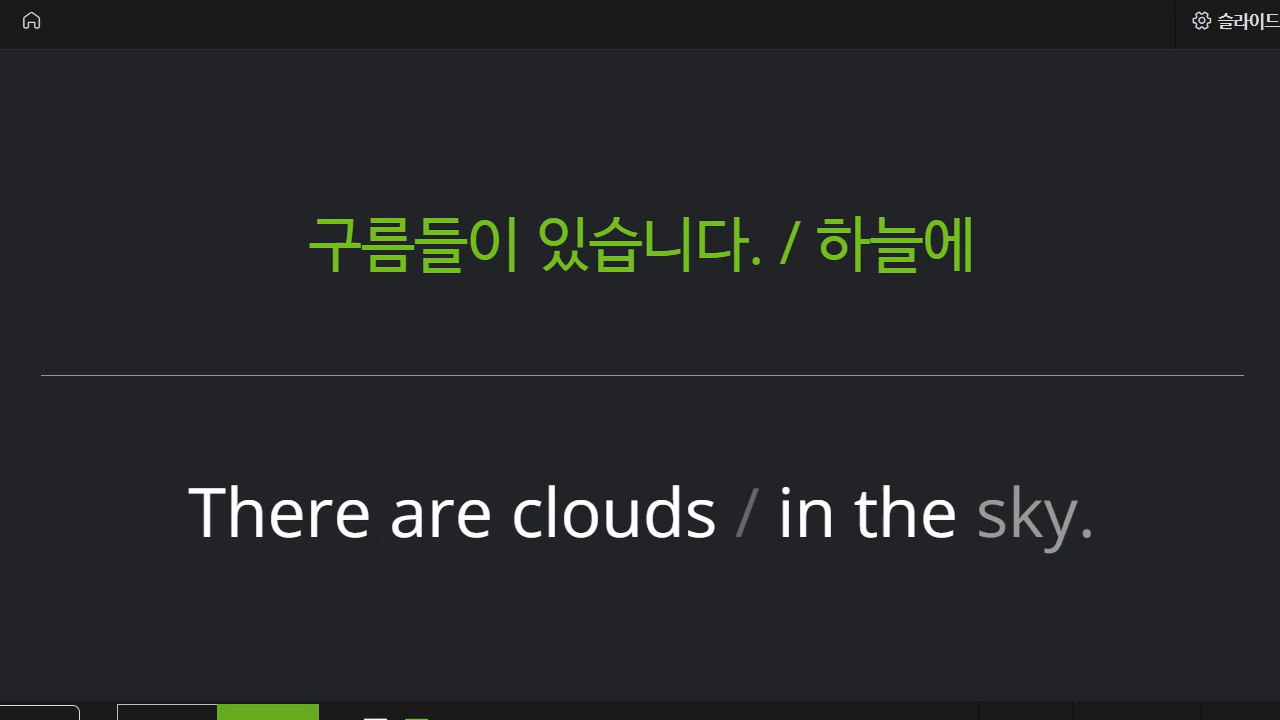 슬라이드
구름들이 있습니다. / 하늘에
There are clouds / in the sky.